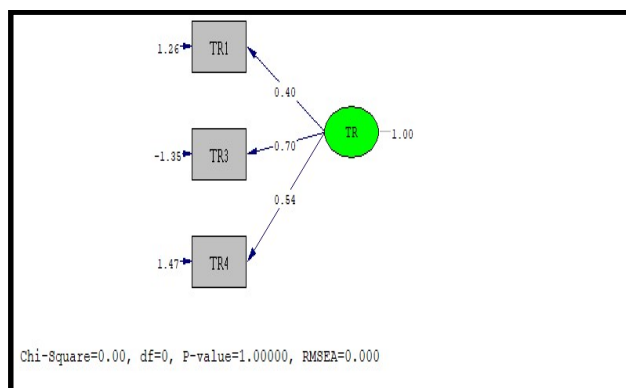 1.26
TR1
0.40
TR
1.00
-1.35
TR3
0.70
0.54
1.47
TR4
Chi-Square=0.00, df=0, P-value=1.00000, RMSEA=0.000